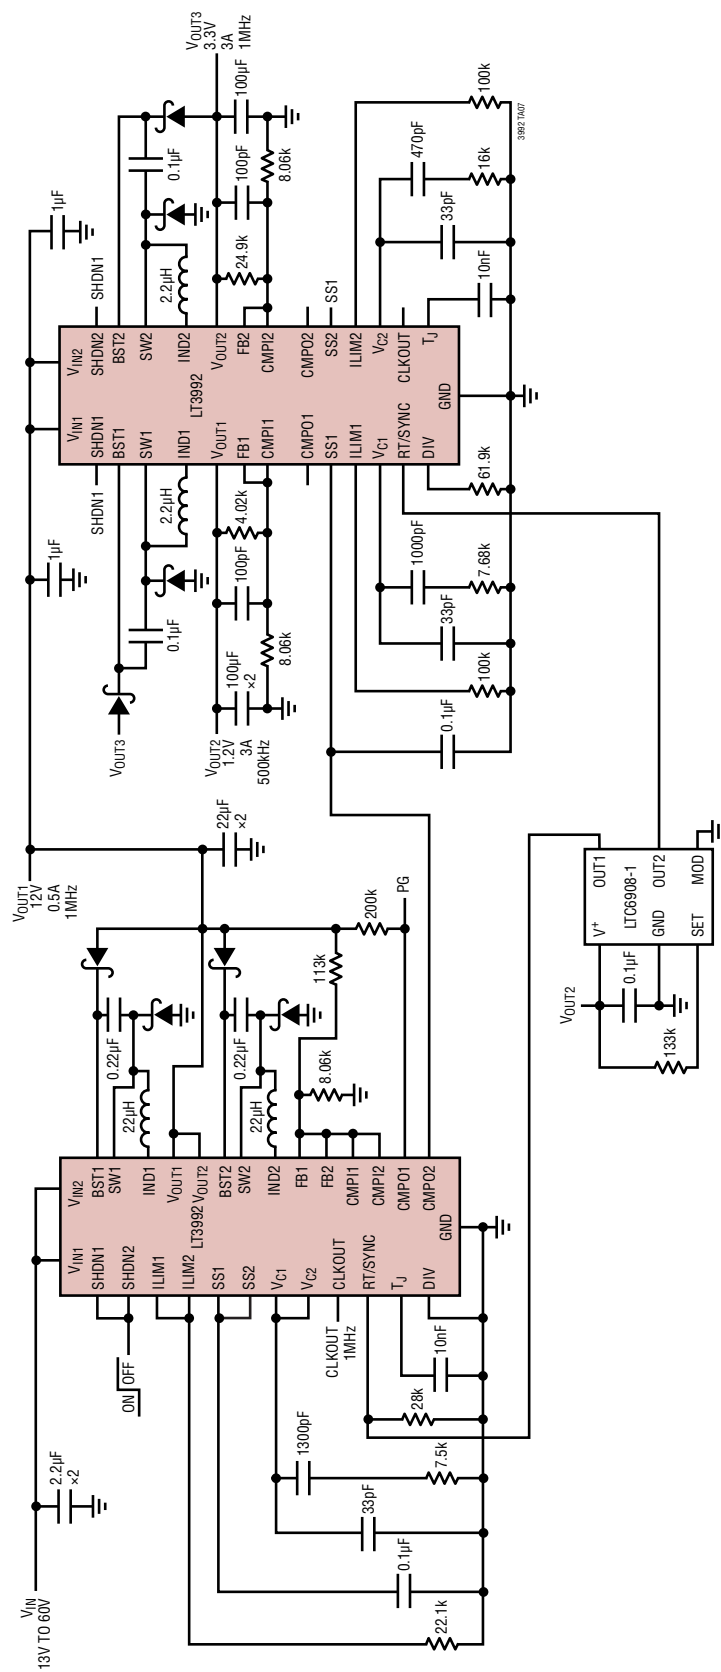 VIN
13V TO 60V
2.2µF
×2
ON OFF
22.1k
0.1µF
33pF
1300pF
7.5k
28k
10nF
CLKOUT
1MHz
VIN1
VIN2
SHDN1
SHDN2
ILIM1
ILIM2
SS1
SS2
VC1
VC2
CLKOUT
RT/SYNC
TJ
DIV
LT3992
BST1
SW1
IND1
VOUT1
VOUT2
BST2
SW2
IND2
FB1
FB2
CMPI1
CMPI2
CMPO1
CMPO2
GND
0.22µF
22µH
0.22µF
22µH
8.06k
113k
200k
PG
22µF
×2
VOUT1
12V
0.5A
1MHz
VOUT2
0.1µF
133k
V+
OUT1
LTC6908-1
GND
OUT2
SET
MOD
VOUT3
0.1µF
1µF
2.2µH
SHDN1
VOUT2
1.2V
3A
500kHz
100µF
×2
100pF
4.02k
8.06k
0.1µF
100k
33pF
1000pF
7.68k
61.9k
VIN1
VIN2
SHDN1
BST1
SW1
IND1
VOUT1
FB1
CMPI1
CMPO1
SS1
ILIM1
VC1
RT/SYNC
DIV
LT3992
GND
SHDN2
BST2
SW2
IND2
VOUT2
FB2
CMPI2
CMPO2
SS2
ILIM2
VC2
CLKOUT
TJ
1µF
SHDN1
0.1µF
2.2µH
24.9k
100pF
100µF
8.06k
VOUT3
3.3V
3A
1MHz
SS1
10nF
33pF
470pF
16k
100k
3992 TA07